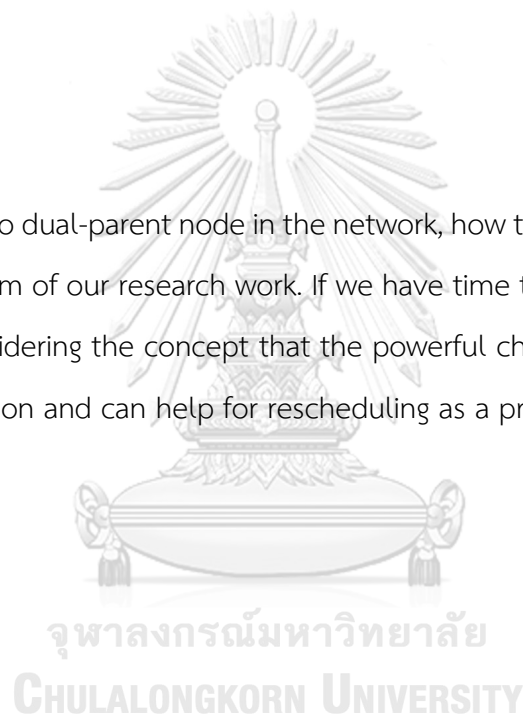 o dual-parent node in the network, how t
m of our research work. If we have time t
idering the concept that the powerful ch
on and can help for rescheduling as a pr
จุฬาลงกรณ์มหาวิทยาลัย
CHULALONGKORN UNIVERSITY